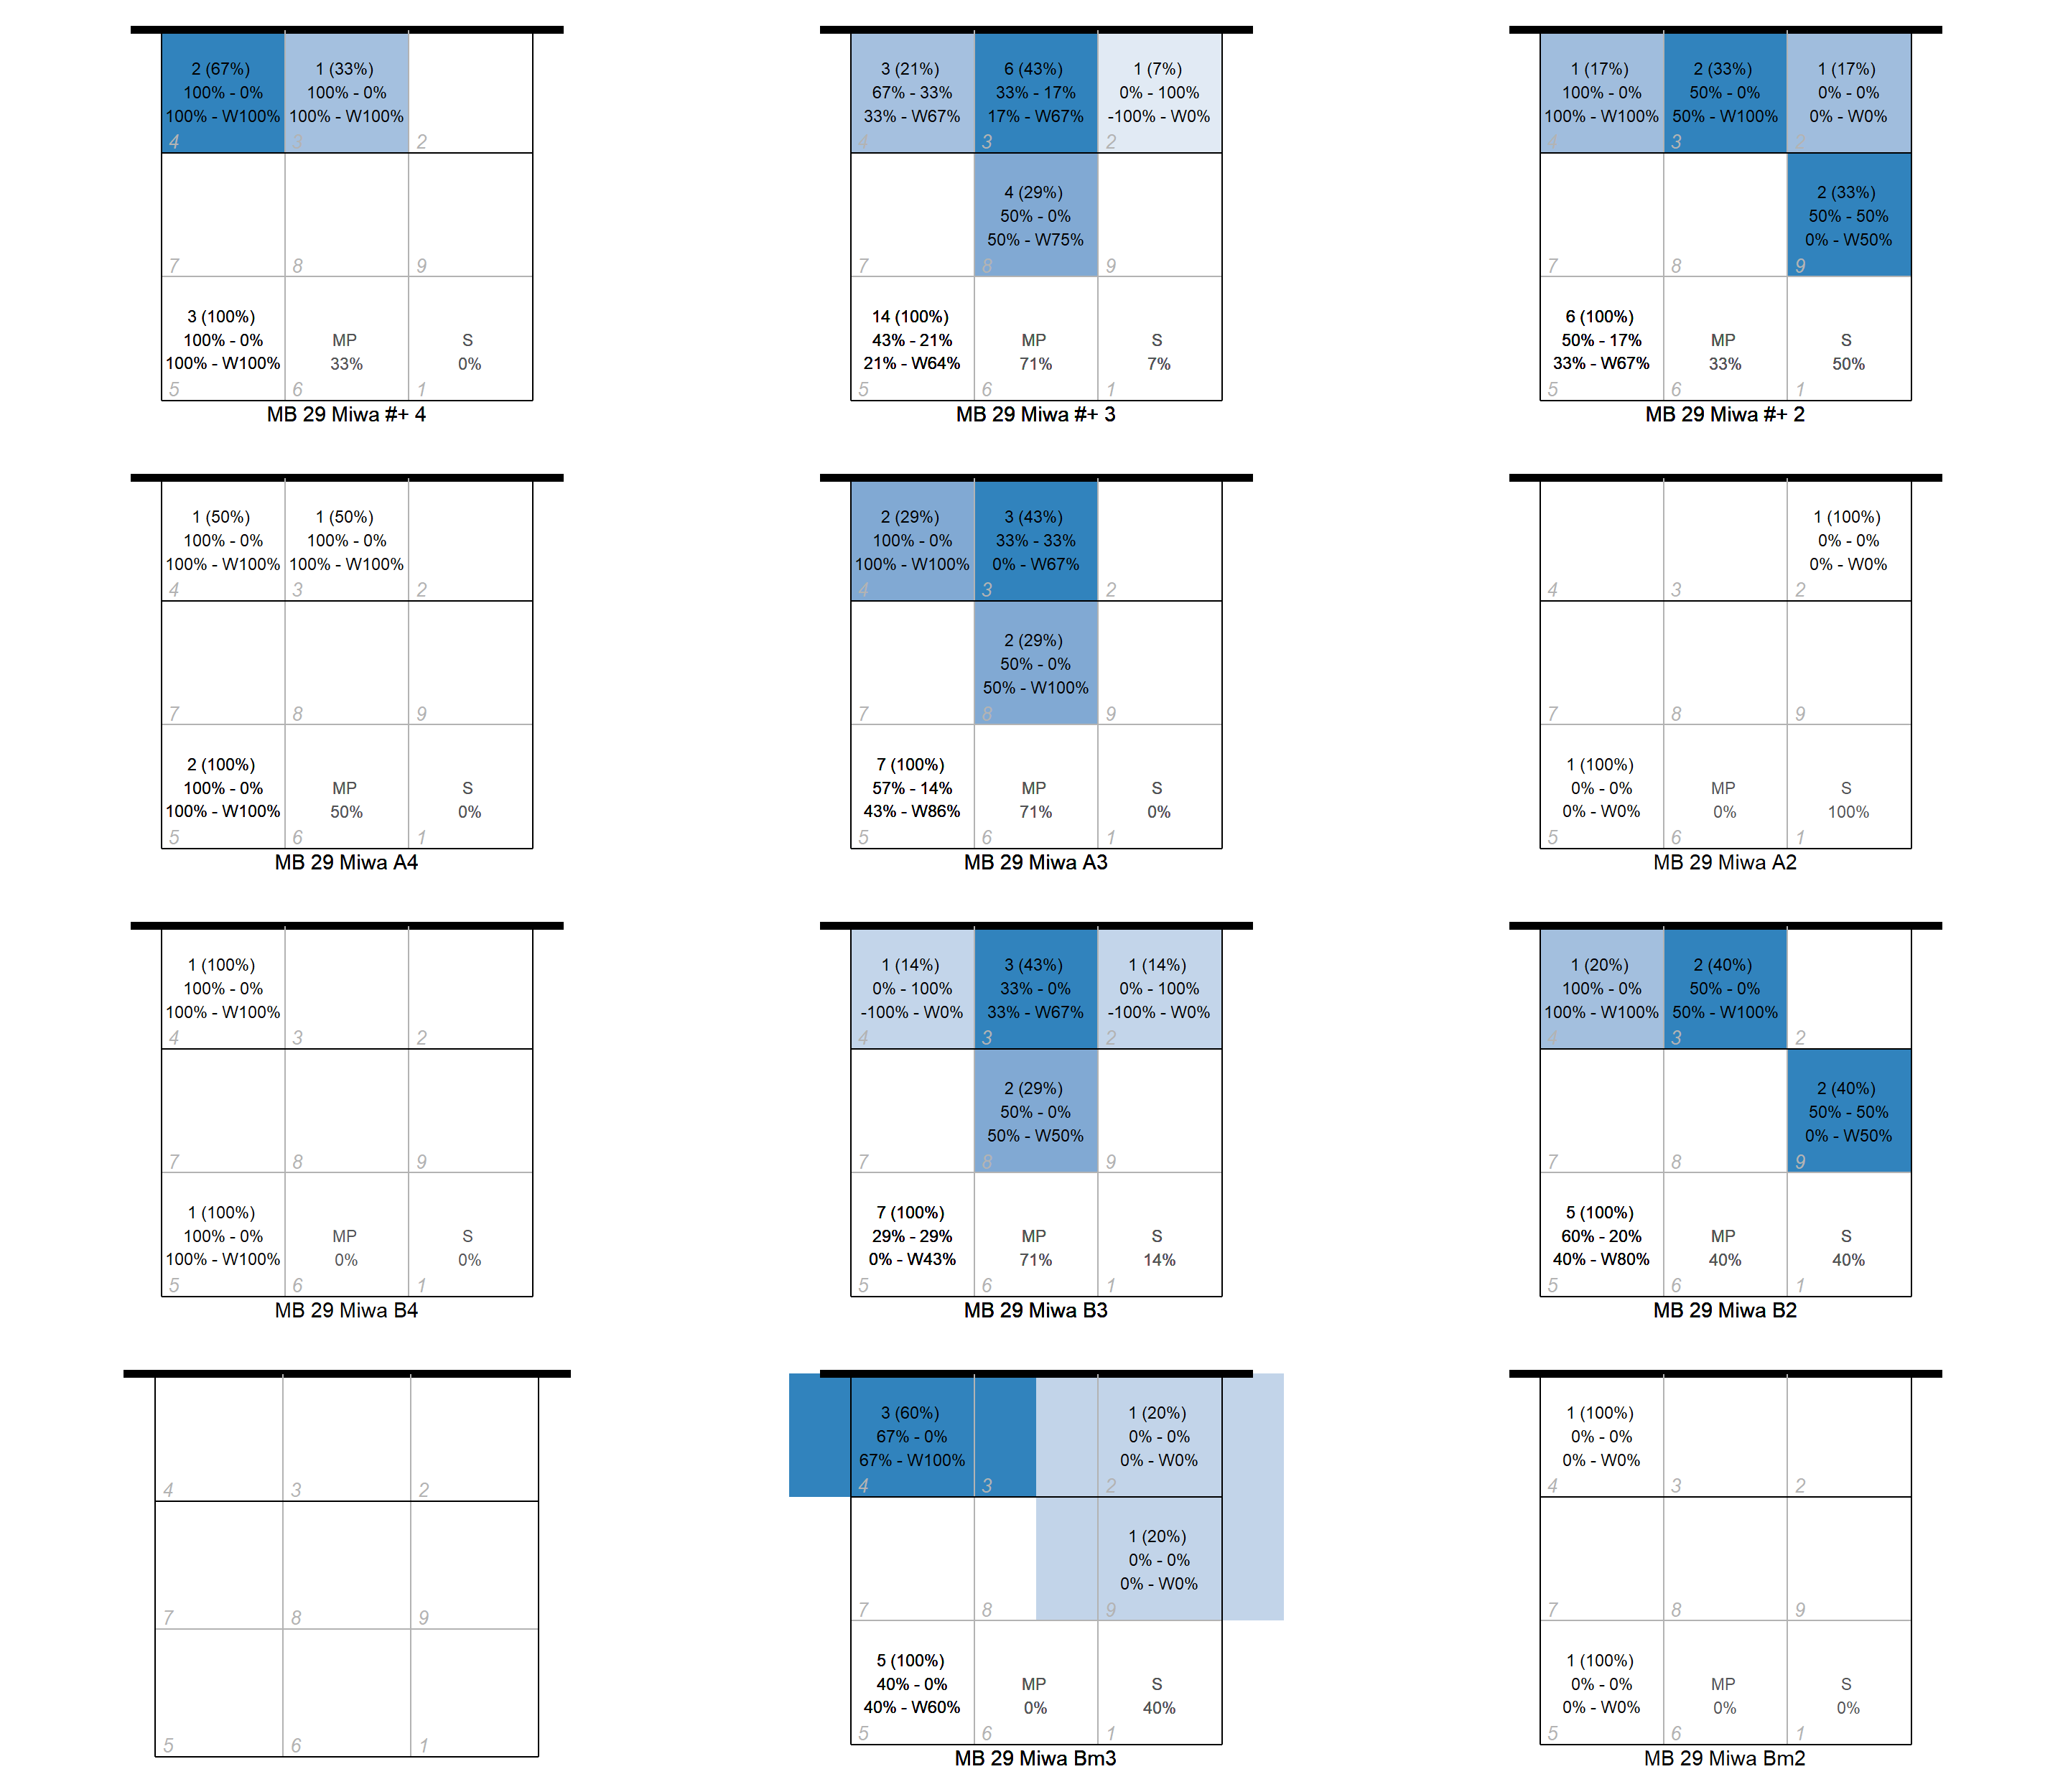 2 (67%)
100% - 0%
100% - W100%
4
1 (33%)
100% - 0%
100% - W100%
3
2
7
8
9
3 (100%)
100% - 0%
100% - W100%
5
MP
33%
6
S
0%
1
MB 29 Miwa #+ 4
3 (21%)
67% - 33%
33% - W67%
4
6 (43%)
33% - 17%
17% - W67%
3
1 (7%)
0% - 100%
-100% - W0%
2
7
4 (29%)
50% - 0%
50% - W75%
8
9
14 (100%)
43% - 21%
21% - W64%
5
MP
71%
6
S
7%
1
MB 29 Miwa #+ 3
1 (17%)
100% - 0%
100% - W100%
4
2 (33%)
50% - 0%
50% - W100%
3
1 (17%)
0% - 0%
0% - W0%
2
7
8
2 (33%)
50% - 50%
0% - W50%
9
6 (100%)
50% - 17%
33% - W67%
5
MP
33%
6
S
50%
1
MB 29 Miwa #+ 2
1 (50%)
100% - 0%
100% - W100%
4
1 (50%)
100% - 0%
100% - W100%
3
2
7
8
9
2 (100%)
100% - 0%
100% - W100%
5
MP
50%
6
S
0%
1
MB 29 Miwa A4
2 (29%)
100% - 0%
100% - W100%
4
3 (43%)
33% - 33%
0% - W67%
3
2
7
2 (29%)
50% - 0%
50% - W100%
8
9
7 (100%)
57% - 14%
43% - W86%
5
MP
71%
6
S
0%
1
MB 29 Miwa A3
4
3
1 (100%)
0% - 0%
0% - W0%
2
7
8
9
1 (100%)
0% - 0%
0% - W0%
5
MP
0%
6
S
100%
1
MB 29 Miwa A2
1 (100%)
100% - 0%
100% - W100%
4
3
2
7
8
9
1 (100%)
100% - 0%
100% - W100%
5
MP
0%
6
S
0%
1
MB 29 Miwa B4
1 (14%)
0% - 100%
-100% - W0%
4
3 (43%)
33% - 0%
33% - W67%
3
1 (14%)
0% - 100%
-100% - W0%
2
7
2 (29%)
50% - 0%
50% - W50%
8
9
7 (100%)
29% - 29%
0% - W43%
5
MP
71%
6
S
14%
1
MB 29 Miwa B3
1 (20%)
100% - 0%
100% - W100%
4
2 (40%)
50% - 0%
50% - W100%
3
2
7
8
2 (40%)
50% - 50%
0% - W50%
9
5 (100%)
60% - 20%
40% - W80%
5
MP
40%
6
S
40%
1
MB 29 Miwa B2
4
3
2
7
8
9
5
6
1
3 (60%)
67% - 0%
67% - W100%
4
3
1 (20%)
0% - 0%
0% - W0%
2
7
8
1 (20%)
0% - 0%
0% - W0%
9
5 (100%)
40% - 0%
40% - W60%
5
MP
0%
6
S
40%
1
MB 29 Miwa Bm3
1 (100%)
0% - 0%
0% - W0%
4
3
2
7
8
9
1 (100%)
0% - 0%
0% - W0%
5
MP
0%
6
S
0%
1
MB 29 Miwa Bm2